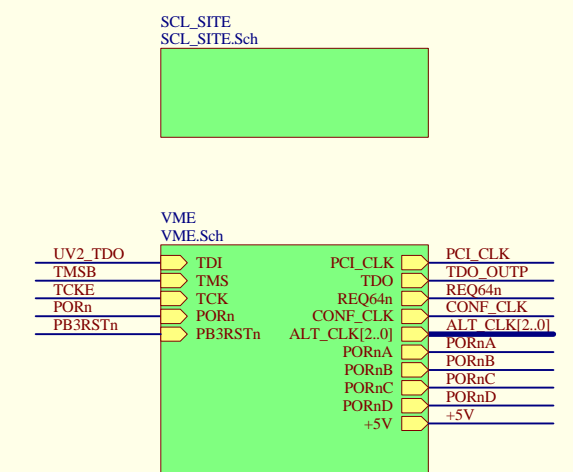 SCL_SITE
SCL_SITE.Sch
VME
VME.Sch
UV2_TDO TDI PCI_CLK PCI_CLK
TMSB TMS TDO TDO_OUTP
TCKE TCK REQ64n REQ64n
PORn PORn CONF_CLK CONF_CLK
PB3RSTn PB3RSTn ALT_CLK[2..0] ALT_CLK[2..0]
PORnA PORnA
PORnB PORnB
PORnC PORnC
PORnD PORnD
+5V +5V